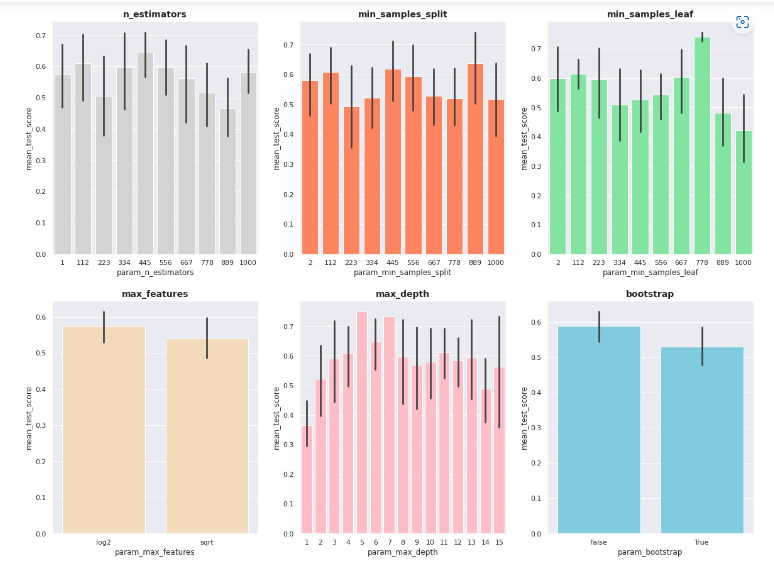 n_estimators
mean_test_score
0.7
0.6
0.5
0.4
0.3
0.2
0.1
0.0
1 112 223 334 445 556 667 778 889 1000
param_n_estimators
min_samples_split
mean_test_score
0.7
0.6
0.5
0.4
0.3
0.2
0.1
0.0
2 112 223 334 445 556 667 778 889 1000
param_min_samples_split
min_samples_leaf
mean_test_score
0.7
0.6
0.5
0.4
0.3
0.2
0.1
0.0
2 112 223 334 445 556 667 778 889 1000
param_min_samples_leaf
max_features
mean_test_score
0.6
0.5
0.4
0.3
0.2
0.1
0.0
log2 sqrt
param_max_features
max_depth
mean_test_score
0.7
0.6
0.5
0.4
0.3
0.2
0.1
0.0
1 2 3 4 5 6 7 8 9 10 11 12 13 14 15
param_max_depth
bootstrap
mean_test_score
0.6
0.5
0.4
0.3
0.2
0.1
0.0
False True
param_bootstrap